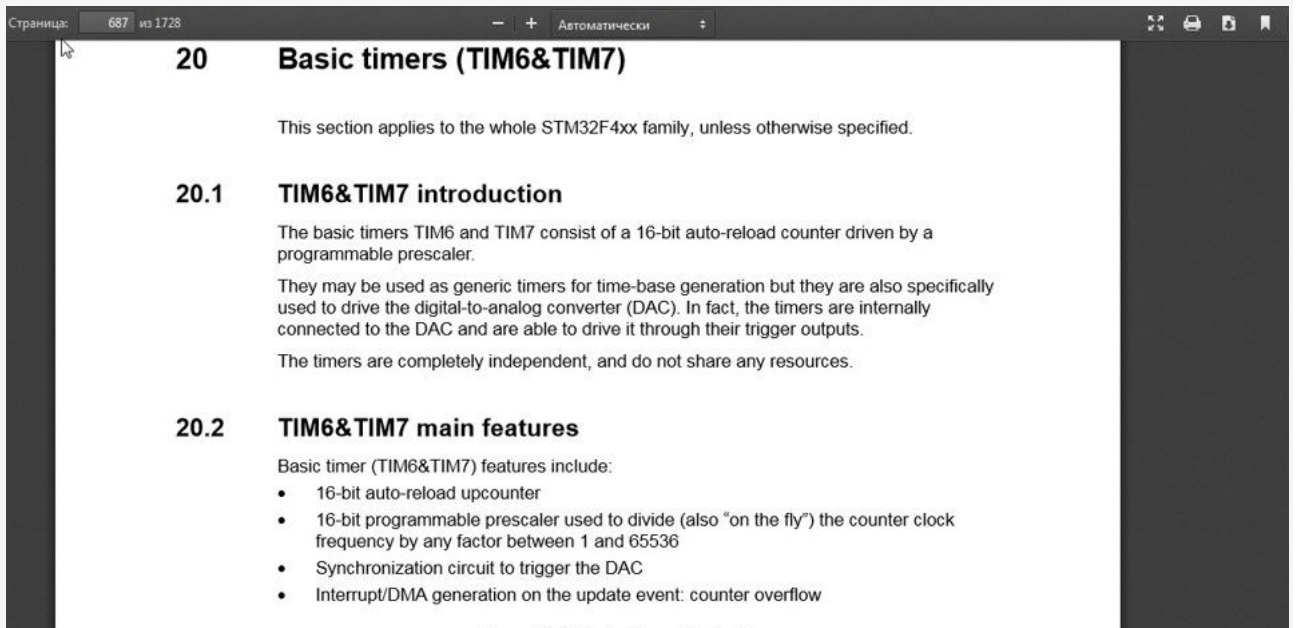 Страница: 687 из 1728 − + Автоматически
20 Basic timers (TIM6&TIM7)
This section applies to the whole STM32F4xx family, unless otherwise specified.
20.1 TIM6&TIM7 introduction
The basic timers TIM6 and TIM7 consist of a 16-bit auto-reload counter driven by a
programmable prescaler.
They may be used as generic timers for time-base generation but they are also specifically
used to drive the digital-to-analog converter (DAC). In fact, the timers are internally
connected to the DAC and are able to drive it through their trigger outputs.
The timers are completely independent, and do not share any resources.
20.2 TIM6&TIM7 main features
Basic timer (TIM6&TIM7) features include:
• 16-bit auto-reload upcounter
• 16-bit programmable prescaler used to divide (also “on the fly”) the counter clock
frequency by any factor between 1 and 65536
• Synchronization circuit to trigger the DAC
• Interrupt/DMA generation on the update event: counter overflow